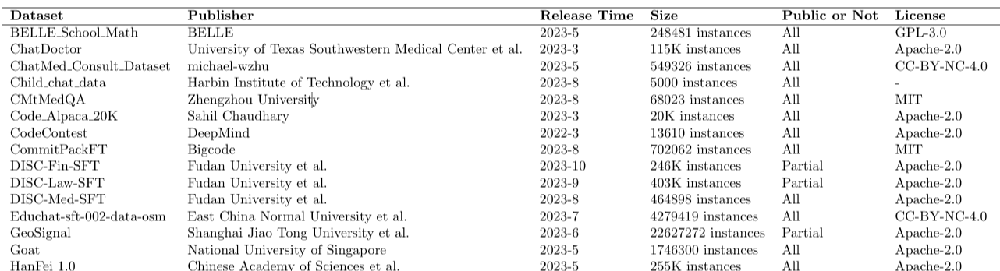 Dataset Publisher Release Time Size Public or Not License
BELLE_School_Math BELLE 2023-5 248481 instances All GPL-3.0
ChatDoctor University of Texas Southwestern Medical Center et al. 2023-3 115K instances All Apache-2.0
ChatMed_Consult_Dataset michael-wzhu 2023-5 549326 instances All CC-BY-NC-4.0
Child_chat_data Harbin Institute of Technology et al. 2023-8 5000 instances All -
CMtMedQA Zhengzhou University 2023-8 68023 instances All MIT
Code_Alpaca_20K Sahil Chaudhary 2023-3 20K instances All Apache-2.0
CodeContest DeepMind 2022-3 13610 instances All Apache-2.0
CommitPackFT Bigcode 2023-8 702062 instances All MIT
DISC-Fin-SFT Fudan University et al. 2023-10 246K instances Partial Apache-2.0
DISC-Law-SFT Fudan University et al. 2023-9 403K instances Partial Apache-2.0
DISC-Med-SFT Fudan University et al. 2023-8 464898 instances All Apache-2.0
Educhat-sft-002-data-osm East China Normal University et al. 2023-7 4279419 instances All CC-BY-NC-4.0
GeoSignal Shanghai Jiao Tong University et al. 2023-6 22627272 instances Partial Apache-2.0
Goat National University of Singapore 2023-5 1746300 instances All Apache-2.0
HanFei 1.0 Chinese Academy of Sciences et al. 2023-5 255K instances All Apache-2.0